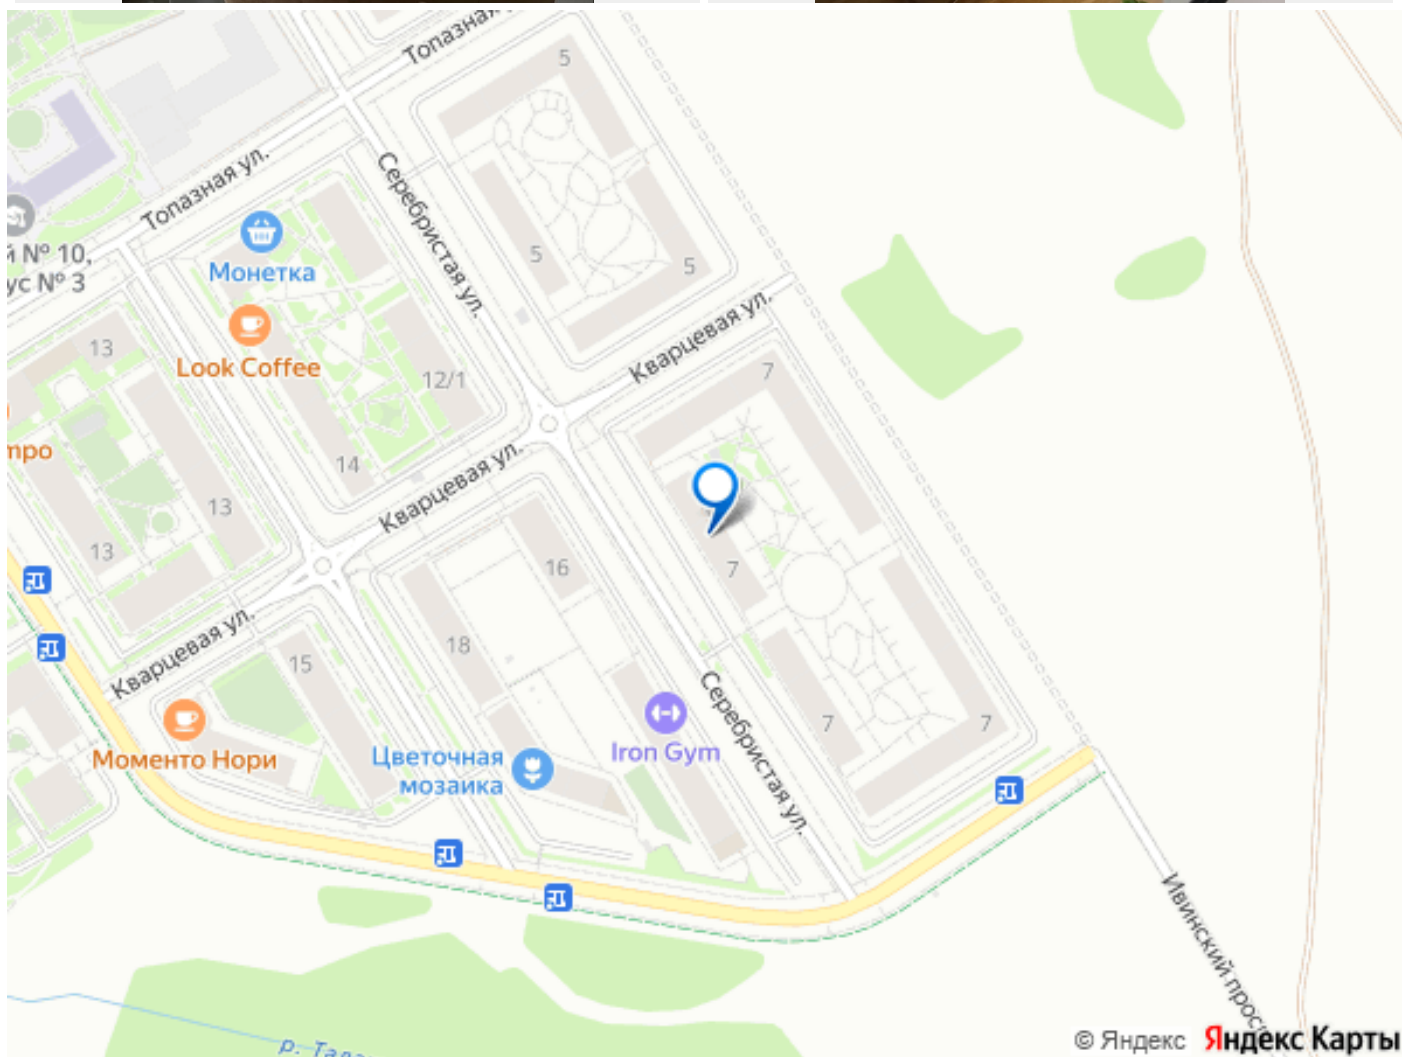 Топазная
5
Топазная ул.
Серебристая ул.
й № 10,
ус № 3
Монетка
5
5
Кварцевая ул.
Look Coffee
13
12/1
7
14
Кварцевая ул.
13
13
16
7
Кварцевая ул.
15
18
Серебристая ул.
Моменто Нори
Цветочная
мозаика
Iron Gym
7
7
Ивинский прос
р. Тала
© Яндекс Яндекс Карты